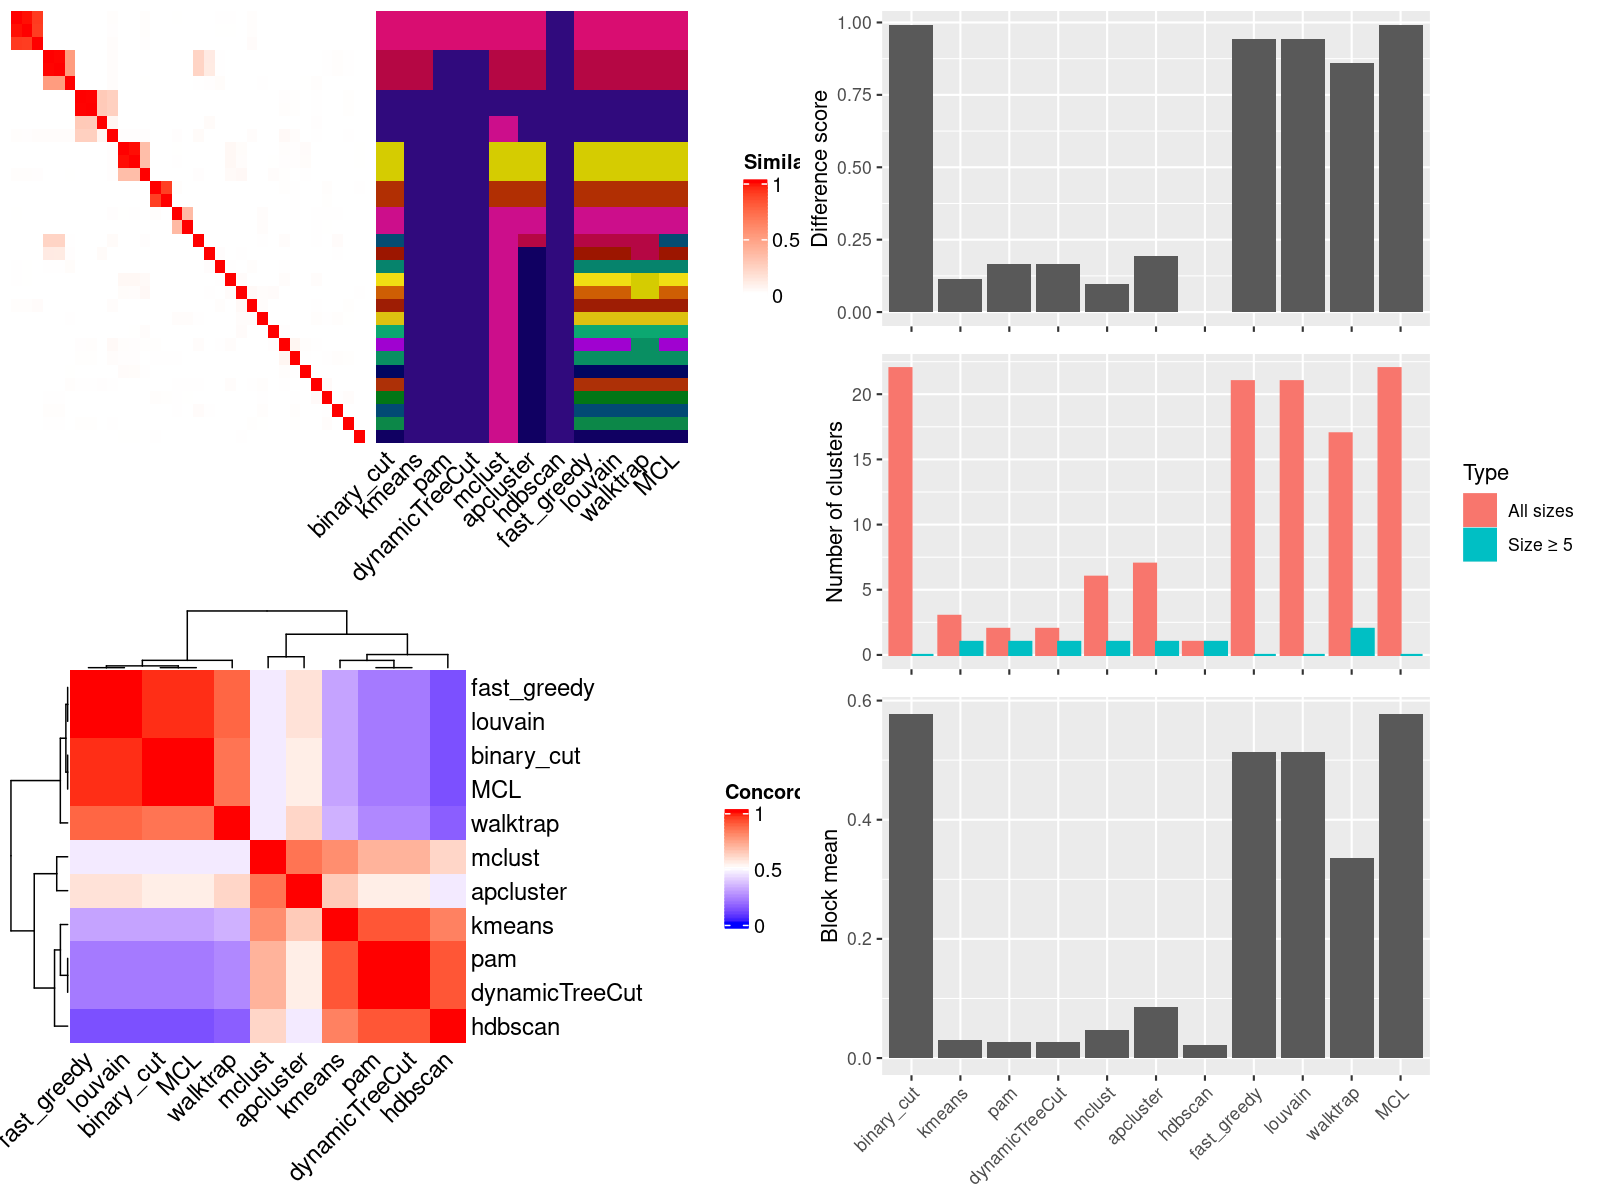 Simila
1
0.5
0
binary_cut
kmeans
pam
dynamicTreeCut
mclust
apcluster
hdbscan
fast_greedy
louvain
walktrap
MCL
fast_greedy
louvain
binary_cut
MCL
walktrap
mclust
apcluster
kmeans
pam
dynamicTreeCut
hdbscan
Concord
1
0.5
0
fast_greedy
louvain
binary_cut
MCL
walktrap
mclust
apcluster
kmeans
pam
dynamicTreeCut
hdbscan
Difference score
1.00
0.75
0.50
0.25
0.00
Number of clusters
20
15
10
5
0
Type
All sizes
Size ≥ 5
Block mean
0.6
0.4
0.2
0.0
binary_cut
kmeans
pam
dynamicTreeCut
mclust
apcluster
hdbscan
fast_greedy
louvain
walktrap
MCL